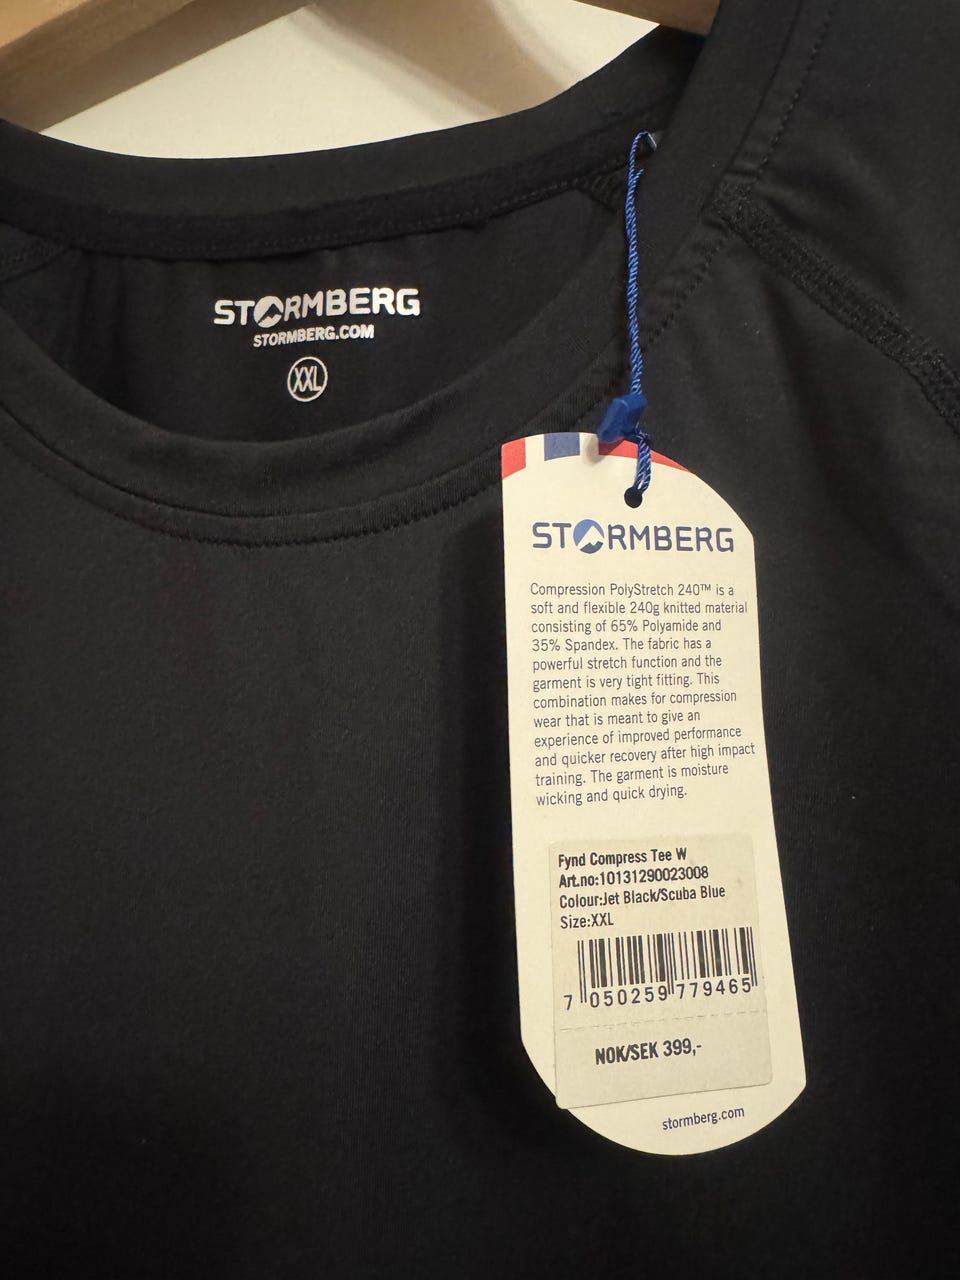 STORMBERG
STORMBERG.COM
XXL
STORMBERG
Compression PolyStretch 240™ is a
soft and flexible 240g knitted material
consisting of 65% Polyamide and
35% Spandex. The fabric has a
powerful stretch function and the
garment is very tight fitting. This
combination makes for compression
wear that is meant to give an
experience of improved performance
and quicker recovery after high impact
training. The garment is moisture
wicking and quick drying.
Fynd Compress Tee W
Art.no:10131290023008
Colour:Jet Black/Scuba Blue
Size:XXL
7 050259 779465
NOK/SEK 399,-
stormberg.com